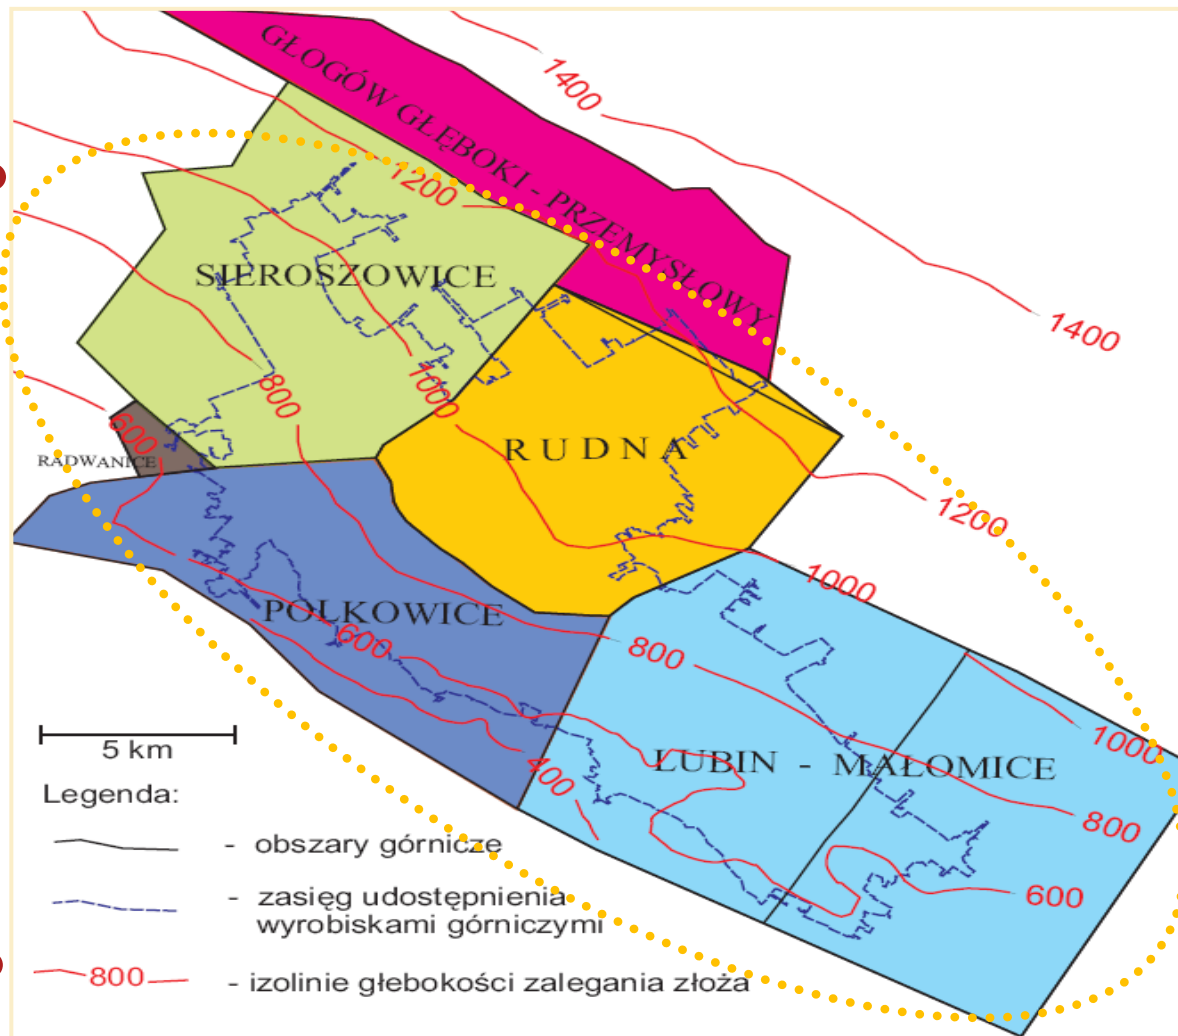 1400
GŁOGÓW GŁĘBOKI - PRZEMYSŁOWY
1200
SIEROSZOWICE
1400
800
1000
600
RADWANICE
RUDNA
1200
1000
POLKOWICE
600
800
1000
400
LUBIN - MAŁOMICE
800
600
5 km
Legenda:
- obszary górnicze
- zasięg udostępnienia
wyrobiskami górniczymi
800 - izolinie głebokości zalegania złoża